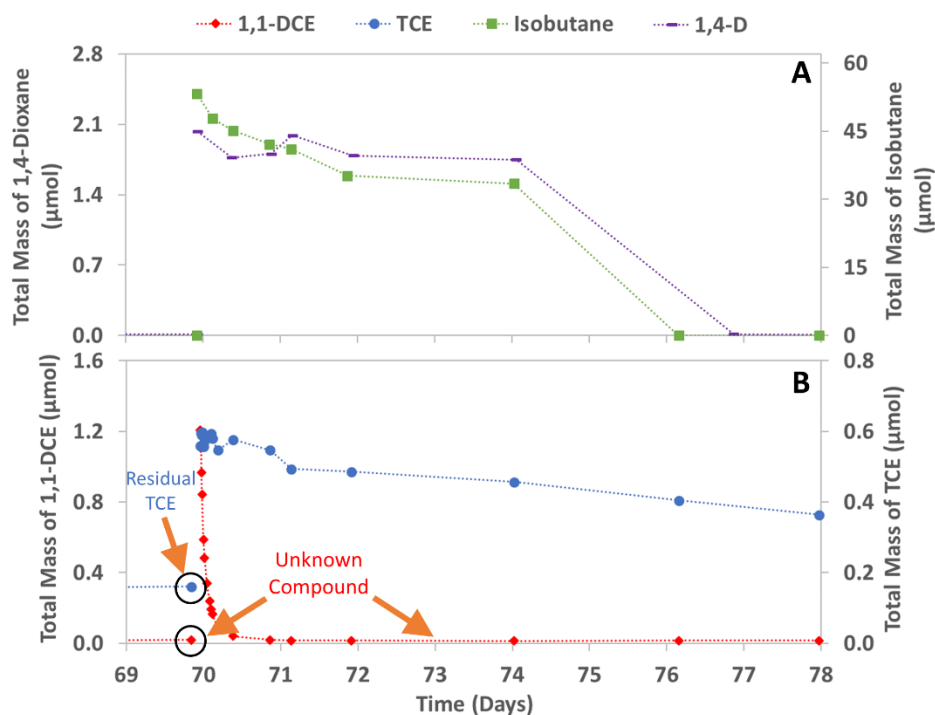 1,1-DCE TCE Isobutane 1,4-D
A
Total Mass of 1,4-Dioxane
(µmol)
2.8
2.1
1.4
0.7
0.0
60
45
30
15
0
Total Mass of Isobutane
(µmol)
B
Total Mass of 1,1-DCE (µmol)
1.6
1.2
0.8
0.4
0.0
Residual
TCE
Unknown
Compound
0.8
0.6
0.4
0.2
0.0
Total Mass of TCE (µmol)
69 70 71 72 73 74 75 76 77 78
Time (Days)